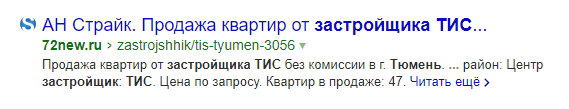 АН Страйк. Продажа квартир от застройщика ТИС...
72new.ru › zastrojshhik/tis-tyumen-3056 ▾
Продажа квартир от застройщика ТИС без комиссии в г. Тюмень. ... район: Центр
застройщик: ТИС. Цена по запросу. Квартир в продаже: 47. Читать ещё ›